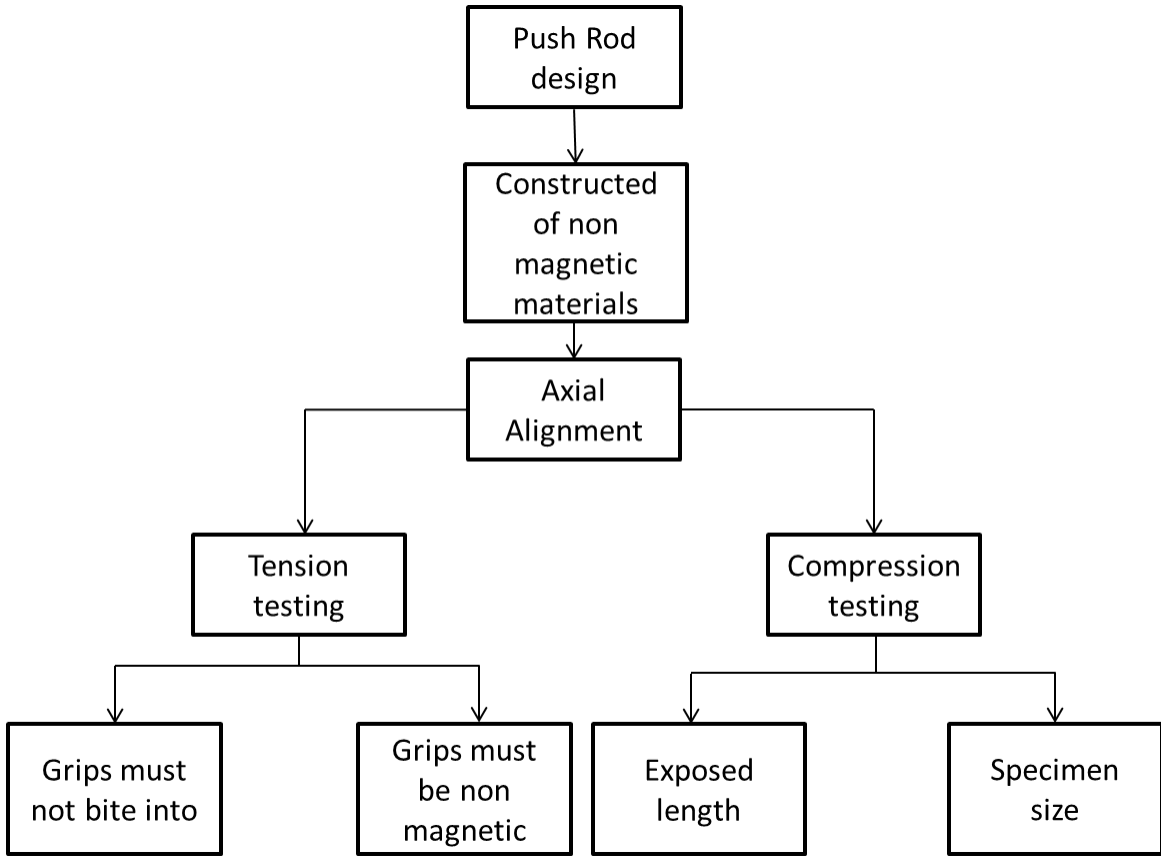 Push Rod
design
Constructed
of non
magnetic
materials
Axial
Alignment
Tension
testing
Compression
testing
Grips must
not bite into
Grips must
be non
magnetic
Exposed
length
Specimen
size